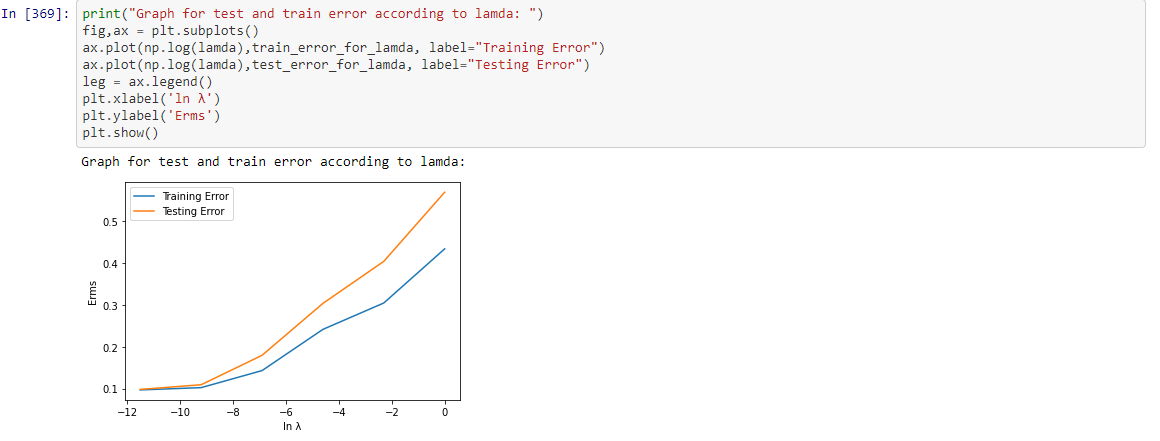 In [369]: print("Graph for test and train error according to lamda: ")
fig,ax = plt.subplots()
ax.plot(np.log(lamda),train_error_for_lamda, label="Training Error")
ax.plot(np.log(lamda),test_error_for_lamda, label="Testing Error")
leg = ax.legend()
plt.xlabel('ln λ')
plt.ylabel('Erms')
plt.show()
Graph for test and train error according to lamda:
Training Error
Testing Error
0.5
0.4
0.3
0.2
0.1
Erms
−12 −10 −8 −6 −4 −2 0
ln λ